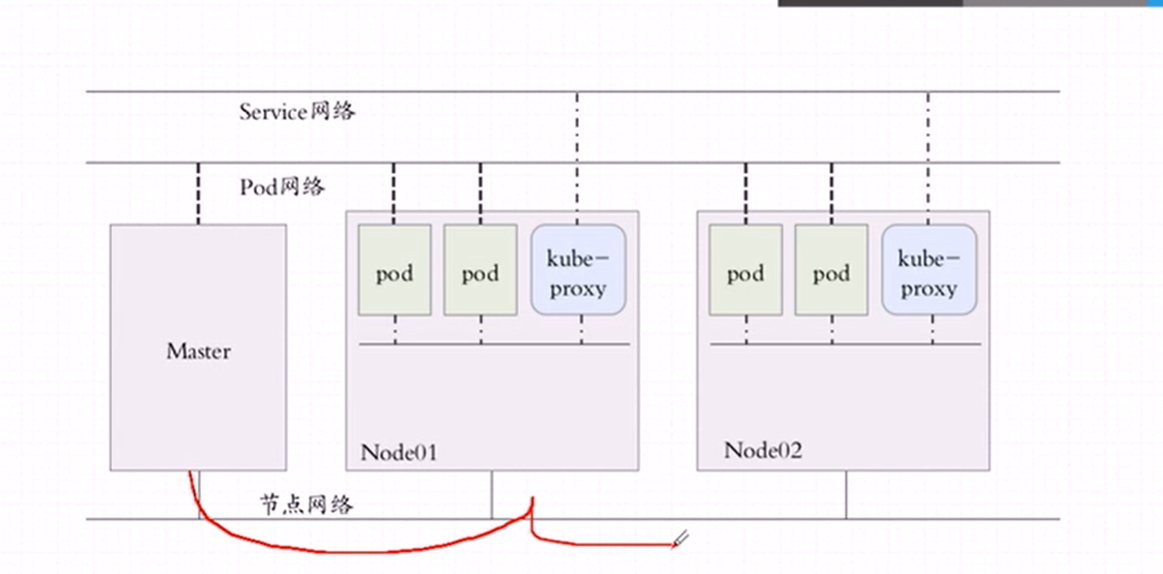 Service网络
Pod网络
Master
pod
pod
kube-
proxy
Node01
pod
pod
kube-
proxy
Node02
节点网络